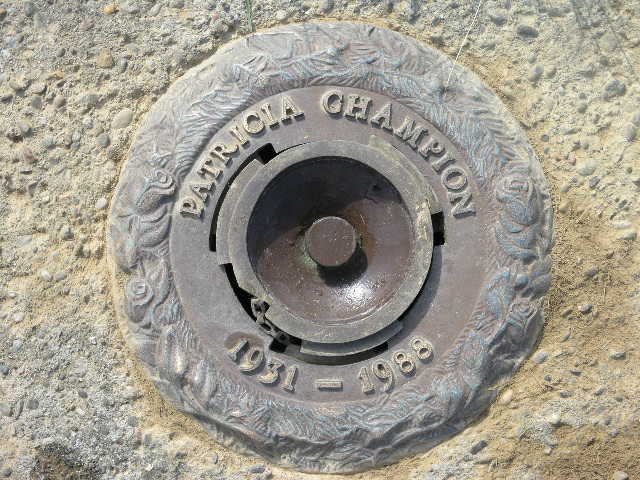 PATRICIA CHAMPION
1931 - 1988